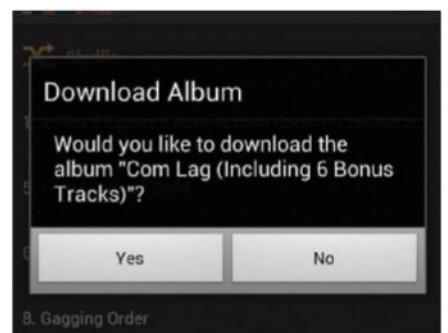 Shuffle
Download Album
Would you like to download the
album "Com Lag (Including 6 Bonus
Tracks)"?
Yes
No
8. Gagging Order